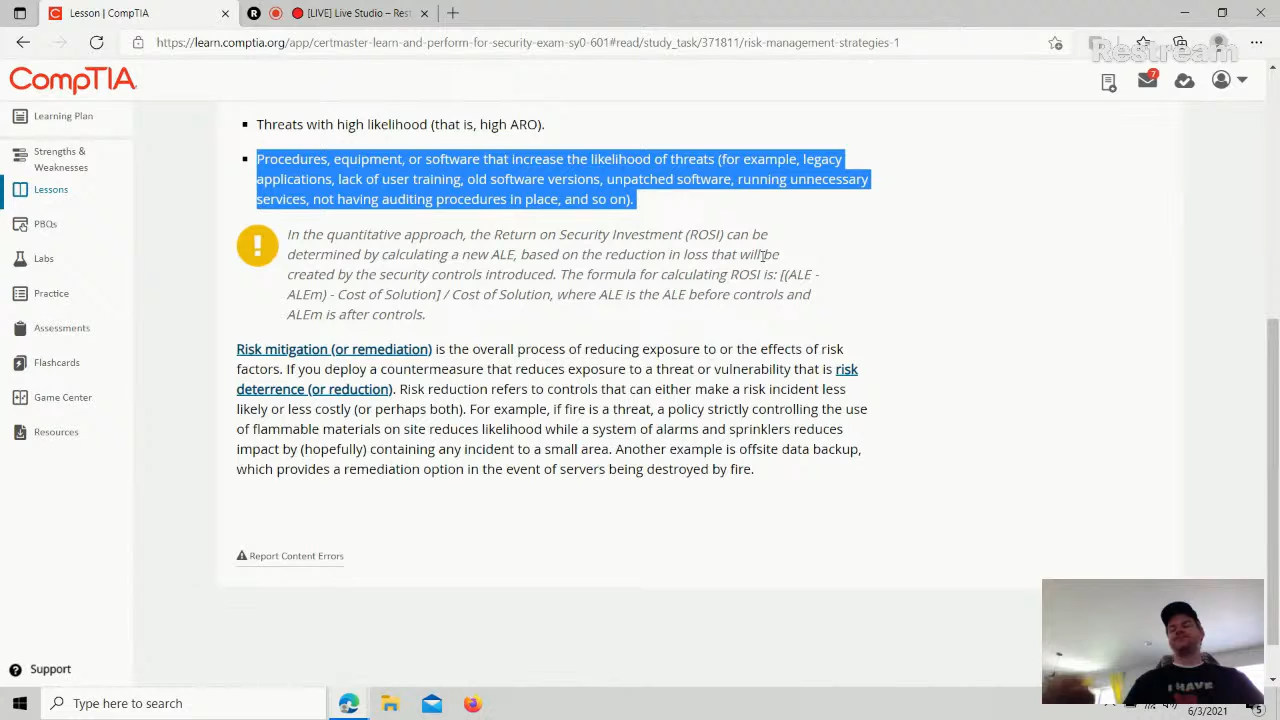 Lesson | CompTIA
[LIVE] Live Studio – Rest
https://learn.comptia.org/app/certmaster-learn-and-perform-for-security-exam-sy0-601#read/study_task/371811/risk-management-strategies-1
Restream
CompTIA.
7
Learning Plan
Strengths &
Weaknesses
Lessons
PBQs
Labs
Practice
Assessments
Flashcards
Game Center
Resources
Support
Threats with high likelihood (that is, high ARO).
Procedures, equipment, or software that increase the likelihood of threats (for example, legacy
applications, lack of user training, old software versions, unpatched software, running unnecessary
services, not having auditing procedures in place, and so on).
In the quantitative approach, the Return on Security Investment (ROSI) can be
determined by calculating a new ALE, based on the reduction in loss that will be
created by the security controls introduced. The formula for calculating ROSI is: [(ALE -
ALEm) - Cost of Solution] / Cost of Solution, where ALE is the ALE before controls and
ALEm is after controls.
Risk mitigation (or remediation) is the overall process of reducing exposure to or the effects of risk
factors. If you deploy a countermeasure that reduces exposure to a threat or vulnerability that is risk
deterrence (or reduction). Risk reduction refers to controls that can either make a risk incident less
likely or less costly (or perhaps both). For example, if fire is a threat, a policy strictly controlling the use
of flammable materials on site reduces likelihood while a system of alarms and sprinklers reduces
impact by (hopefully) containing any incident to a small area. Another example is offsite data backup,
which provides a remediation option in the event of servers being destroyed by fire.
Report Content Errors
I HAVE
Type here to search
6/3/2021
5